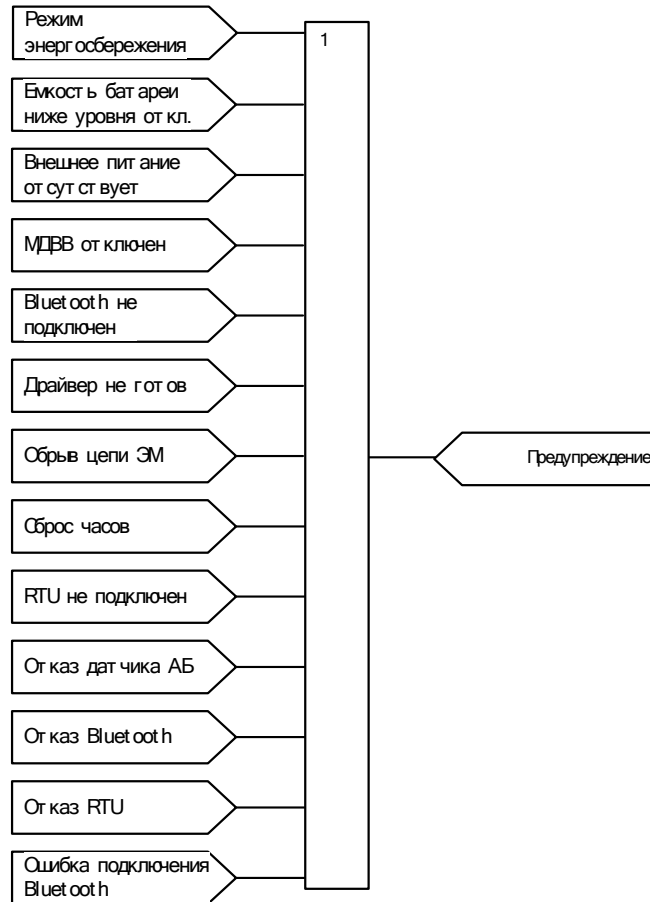 Режим
энергосбережения
1
Емкость батареи
ниже уровня откл.
Внешнее питание
отсутствует
МДВВ отключен
Bluetooth не
подключен
Драйвер не готов
Обрыв цепи ЭМ
Предупреждение
Сброс часов
RTU не подключен
Отказ датчика АБ
Отказ Bluetooth
Отказ RTU
Ошибка подключения
Bluetooth